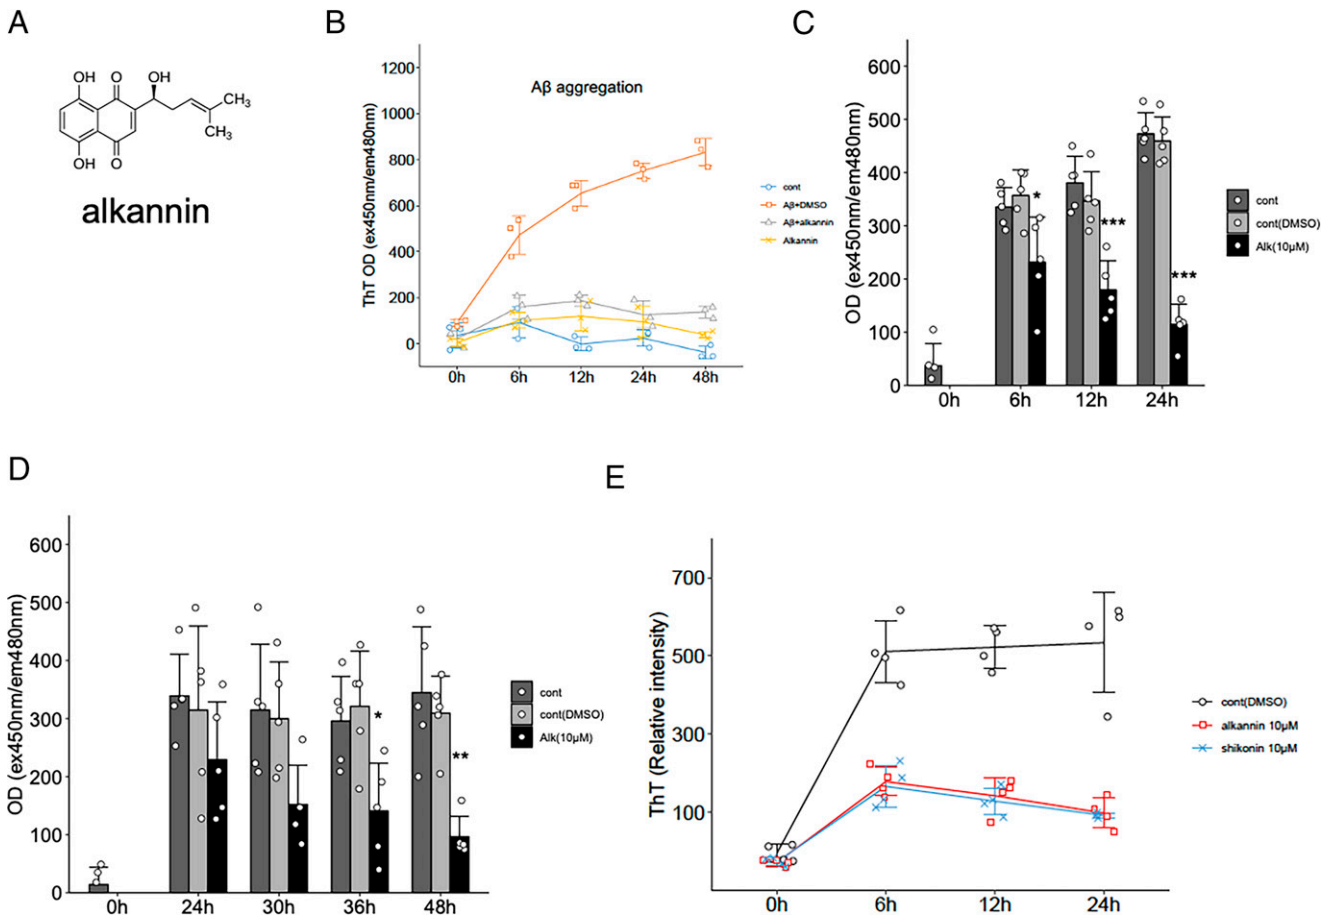 A
OH O OH
CH3
CH3
OH O
alkannin
B
Aβ aggregation
ThT OD (ex450nm/em480nm)
1200
1000
800
600
400
200
0
0h 6h 12h 24h 48h
cont
Aβ+DMSO
Aβ+alkannin
Alkannin
C
OD (ex450nm/em480nm)
600
500
400
300
200
100
0
* *** ***
0h 6h 12h 24h
cont
cont(DMSO)
Alk(10μM)
D
OD (ex450nm/em480nm)
600
500
400
300
200
100
0
* **
0h 24h 30h 36h 48h
cont
cont(DMSO)
Alk(10μM)
E
ThT (Relative intensity)
700
500
300
100
0h 6h 12h 24h
cont(DMSO)
alkannin 10μM
shikonin 10μM